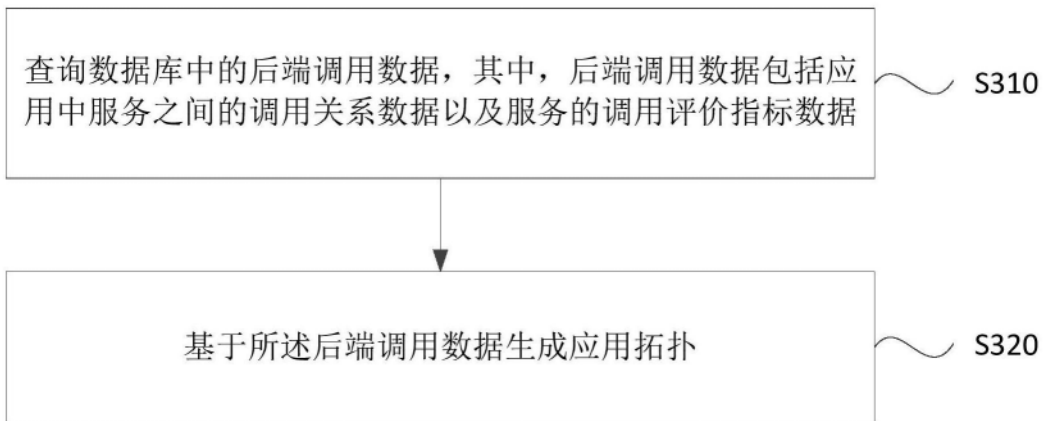 查询数据库中的后端调用数据，其中，后端调用数据包括应
用中服务之间的调用关系数据以及服务的调用评价指标数据
S310
基于所述后端调用数据生成应用拓扑
S320